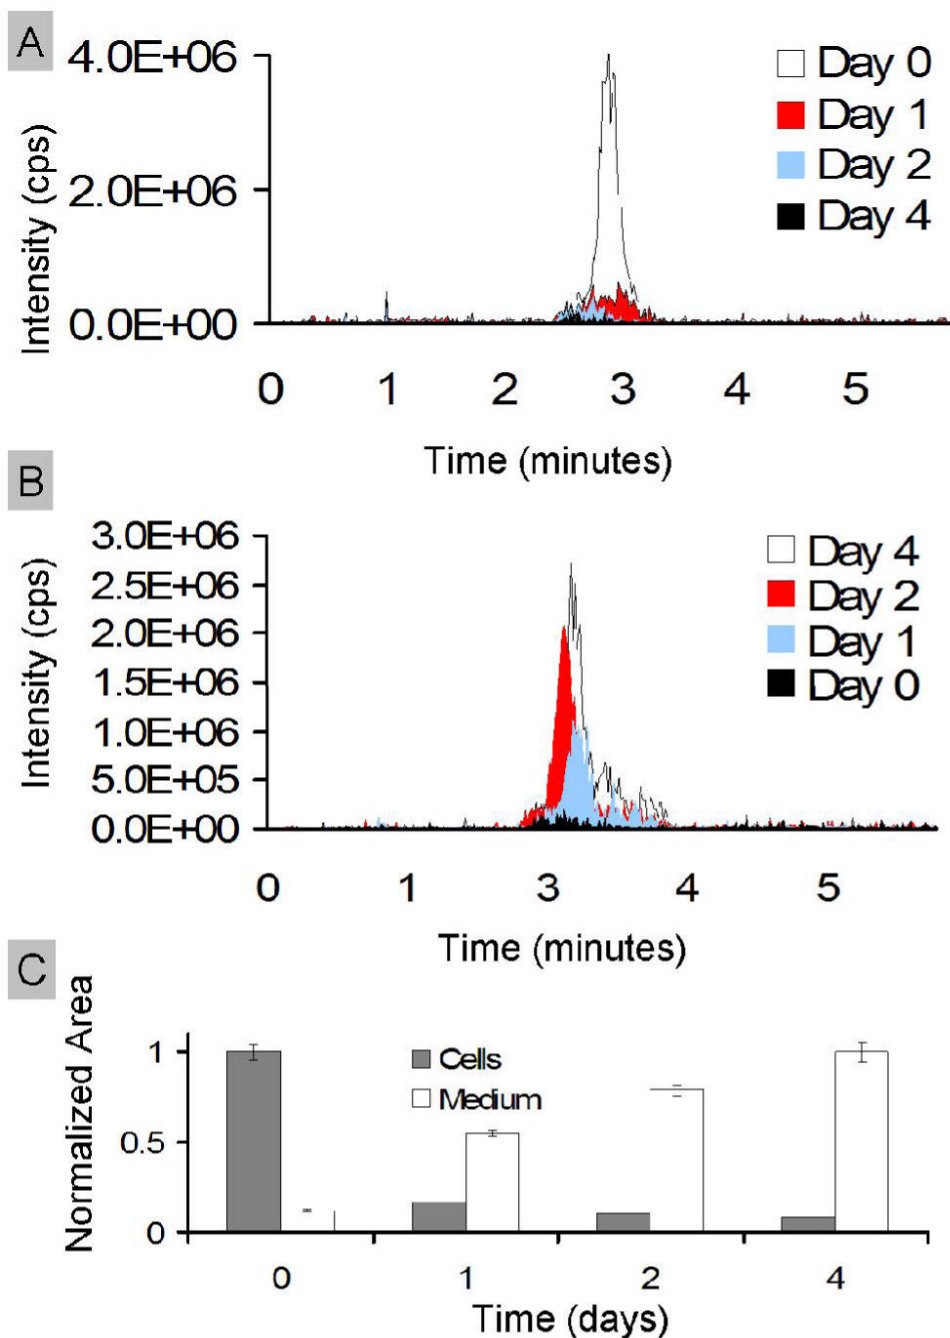 A
4.0E+06
2.0E+06
0.0E+00
Intensity (cps)
Day 0
Day 1
Day 2
Day 4
0 1 2 3 4 5
Time (minutes)
B
3.0E+06
2.5E+06
2.0E+06
1.5E+06
1.0E+06
5.0E+05
0.0E+00
Intensity (cps)
Day 4
Day 2
Day 1
Day 0
0 1 3 4 5
Time (minutes)
C
Normalized Area
1
0.5
0
Cells
Medium
0 1 2 4
Time (days)